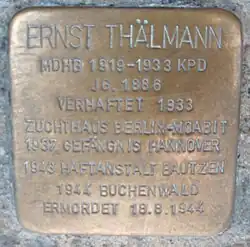 ERNST THÄLMANN
MDHB 1919-1933 KPD
JG. 1886
VERHAFTET 1933
ZUCHTHAUS BERLIN-MOABIT
1937 GEFÄNGNIS HANNOVER
1943 HAFTANSTALT BAUTZEN
1944 BUCHENWALD
ERMORDET 18.8.1944